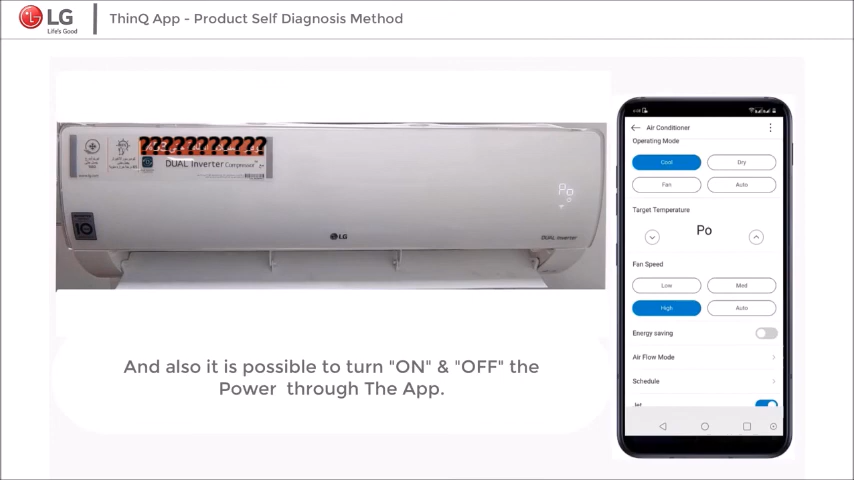 LG
Life's Good
ThinQ App - Product Self Diagnosis Method
??????????
DUAL Inverter Compressor
Po
10
LG
DUAL Inverter
Air Conditioner
Operating Mode
Cool
Dry
Fan
Auto
Target Temperature
Po
Fan Speed
Low
Med
High
Auto
Energy saving
Air Flow Mode
Schedule
Jet
And also it is possible to turn "ON" & "OFF" the
Power through The App.